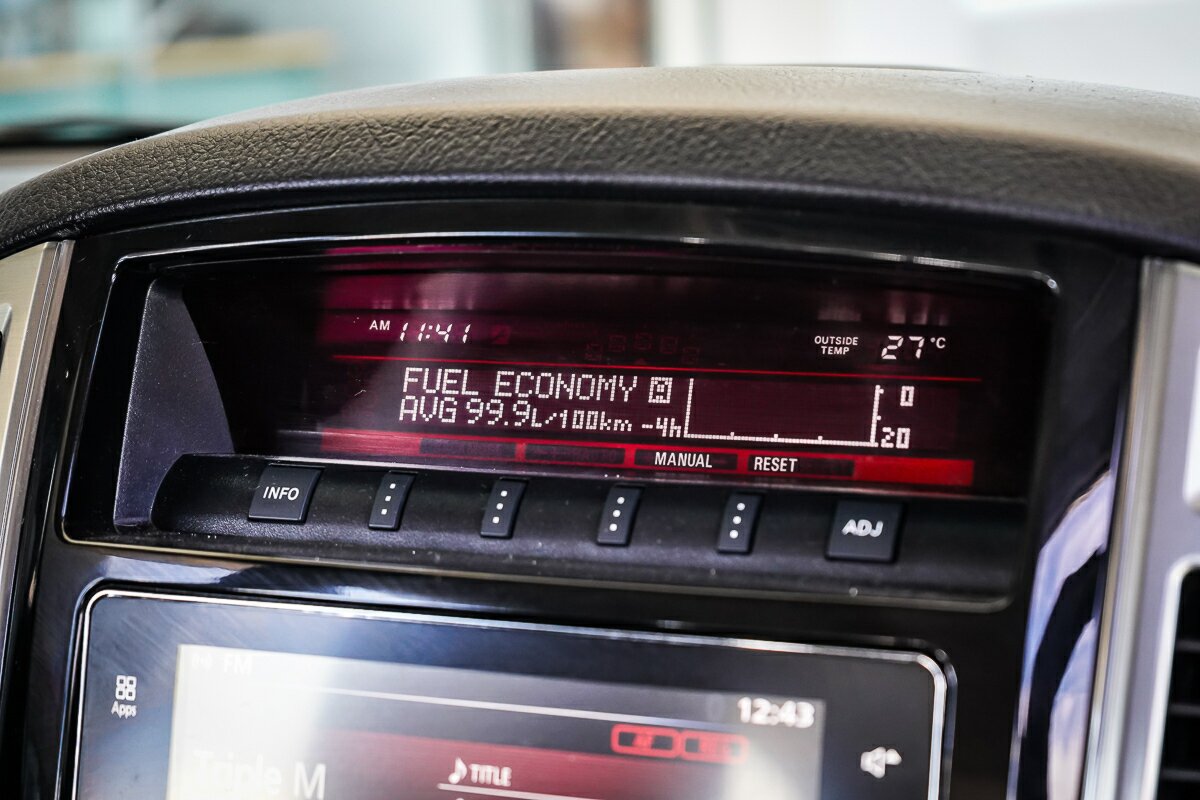 AM 11:41
OUTSIDE TEMP 27°C
FUEL ECONOMY
AVG 99.9L/100km -4h
0
20
MANUAL RESET
INFO
ADJ
FM
Apps
12:43
Triple M
TITLE